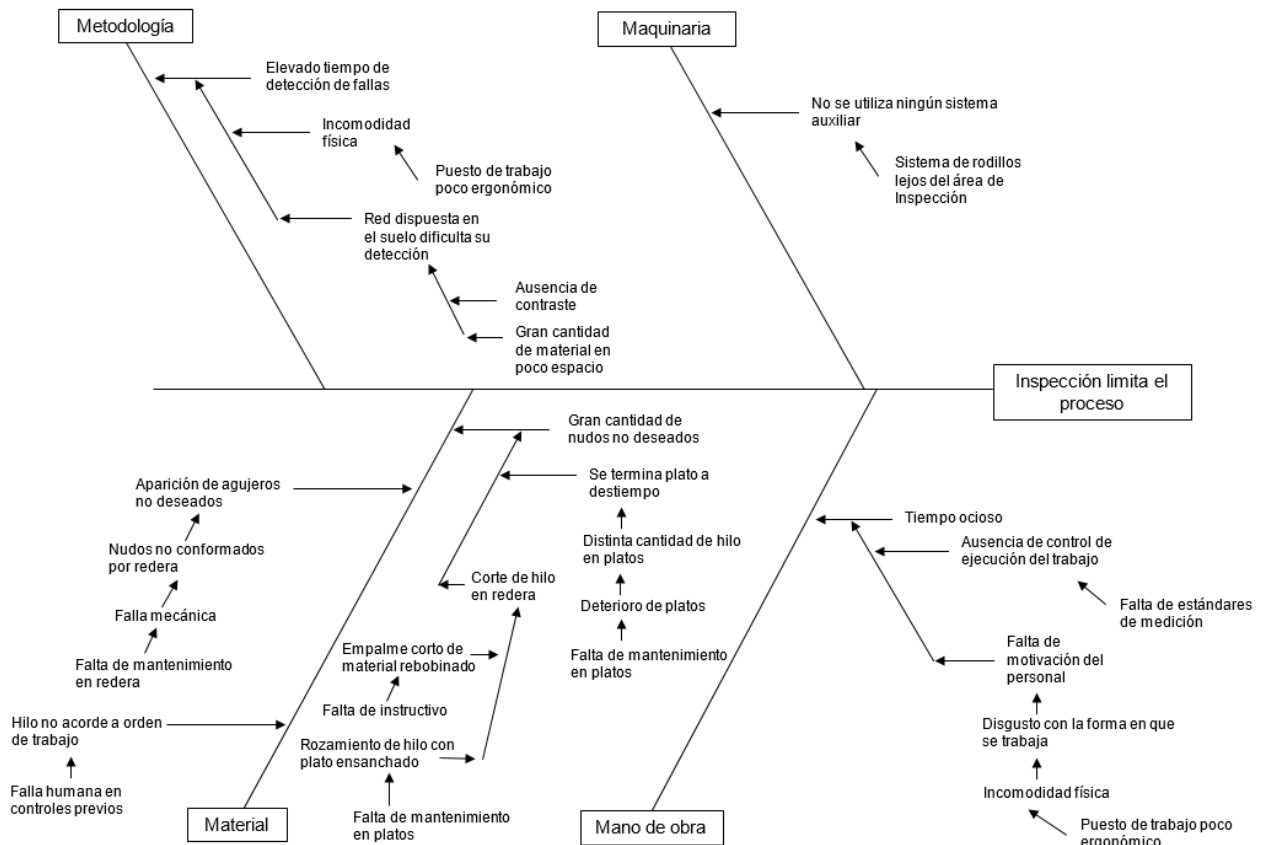 Metodología
Maquinaria
Elevado tiempo de
detección de fallas
Incomodidad
física
Puesto de trabajo
poco ergonómico
Red dispuesta en
el suelo dificulta su
detección
Ausencia de
contraste
Gran cantidad
de material en
poco espacio
No se utiliza ningún sistema
auxiliar
Sistema de rodillos
lejos del área de
Inspección
Inspección limita el
proceso
Gran cantidad de
nudos no deseados
Se termina plato a
destiempo
Distinta cantidad de hilo
en platos
Deterioro de platos
Falta de mantenimiento
en platos
Aparición de agujeros
no deseados
Nudos no conformados
por redera
Falla mecánica
Falta de mantenimiento
en redera
Hilo no acorde a orden
de trabajo
Falla humana en
controles previos
Corte de hilo
en redera
Empalme corto de
material rebobinado
Falta de instructivo
Rozamiento de hilo con
plato ensanchado
Falta de mantenimiento
en platos
Material
Tiempo ocioso
Ausencia de control de
ejecución del trabajo
Falta de estándares
de medición
Falta de
motivación del
personal
Disgusto con la forma en que
se trabaja
Incomodidad física
Puesto de trabajo poco
ergonómico
Mano de obra